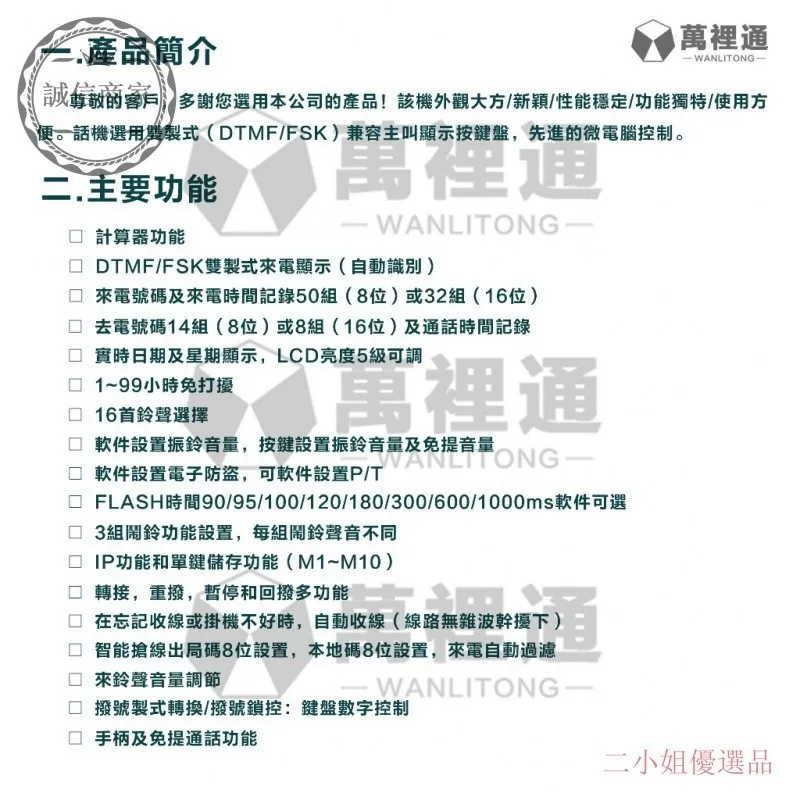 一.產品簡介
萬裡通
WANLITONG
誠信商家
尊敬的客戶，多謝您選用本公司的產品！該機外觀大方/新穎/性能穩定/功能獨特/使用方
便。話機選用雙製式（DTMF/FSK）兼容主叫顯示按鍵盤，先進的微電腦控制。
二.主要功能
萬裡通
WANLITONG
□ 計算器功能
□ DTMF/FSK雙製式來電顯示（自動識別）
□ 來電號碼及來電時間記錄50組（8位）或32組（16位）
□ 去電號碼14組（8位）或8組（16位）及通話時間記錄
□ 實時日期及星期顯示，LCD亮度5級可調
□ 1~99小時免打擾
□ 16首鈴聲選擇
萬裡通
WANLITONG
□ 軟件設置振鈴音量，按鍵設置振鈴音量及免提音量
□ 軟件設置電子防盜，可軟件設置P/T
□ FLASH時間90/95/100/120/180/300/600/1000ms軟件可選
□ 3組鬧鈴功能設置，每組鬧鈴聲音不同
□ IP功能和單鍵儲存功能（M1~M10）
□ 轉接，重撥，暫停和回撥多功能
□ 在忘記收線或掛機不好時，自動收線（線路無雜波幹擾下）
□ 智能搶線出局碼8位設置，本地碼8位設置，來電自動過濾
萬裡通
WANLITONG
□ 來鈴聲音量調節
□ 撥號製式轉換/撥號鎖控：鍵盤數字控制
□ 手柄及免提通話功能
二小姐優選品